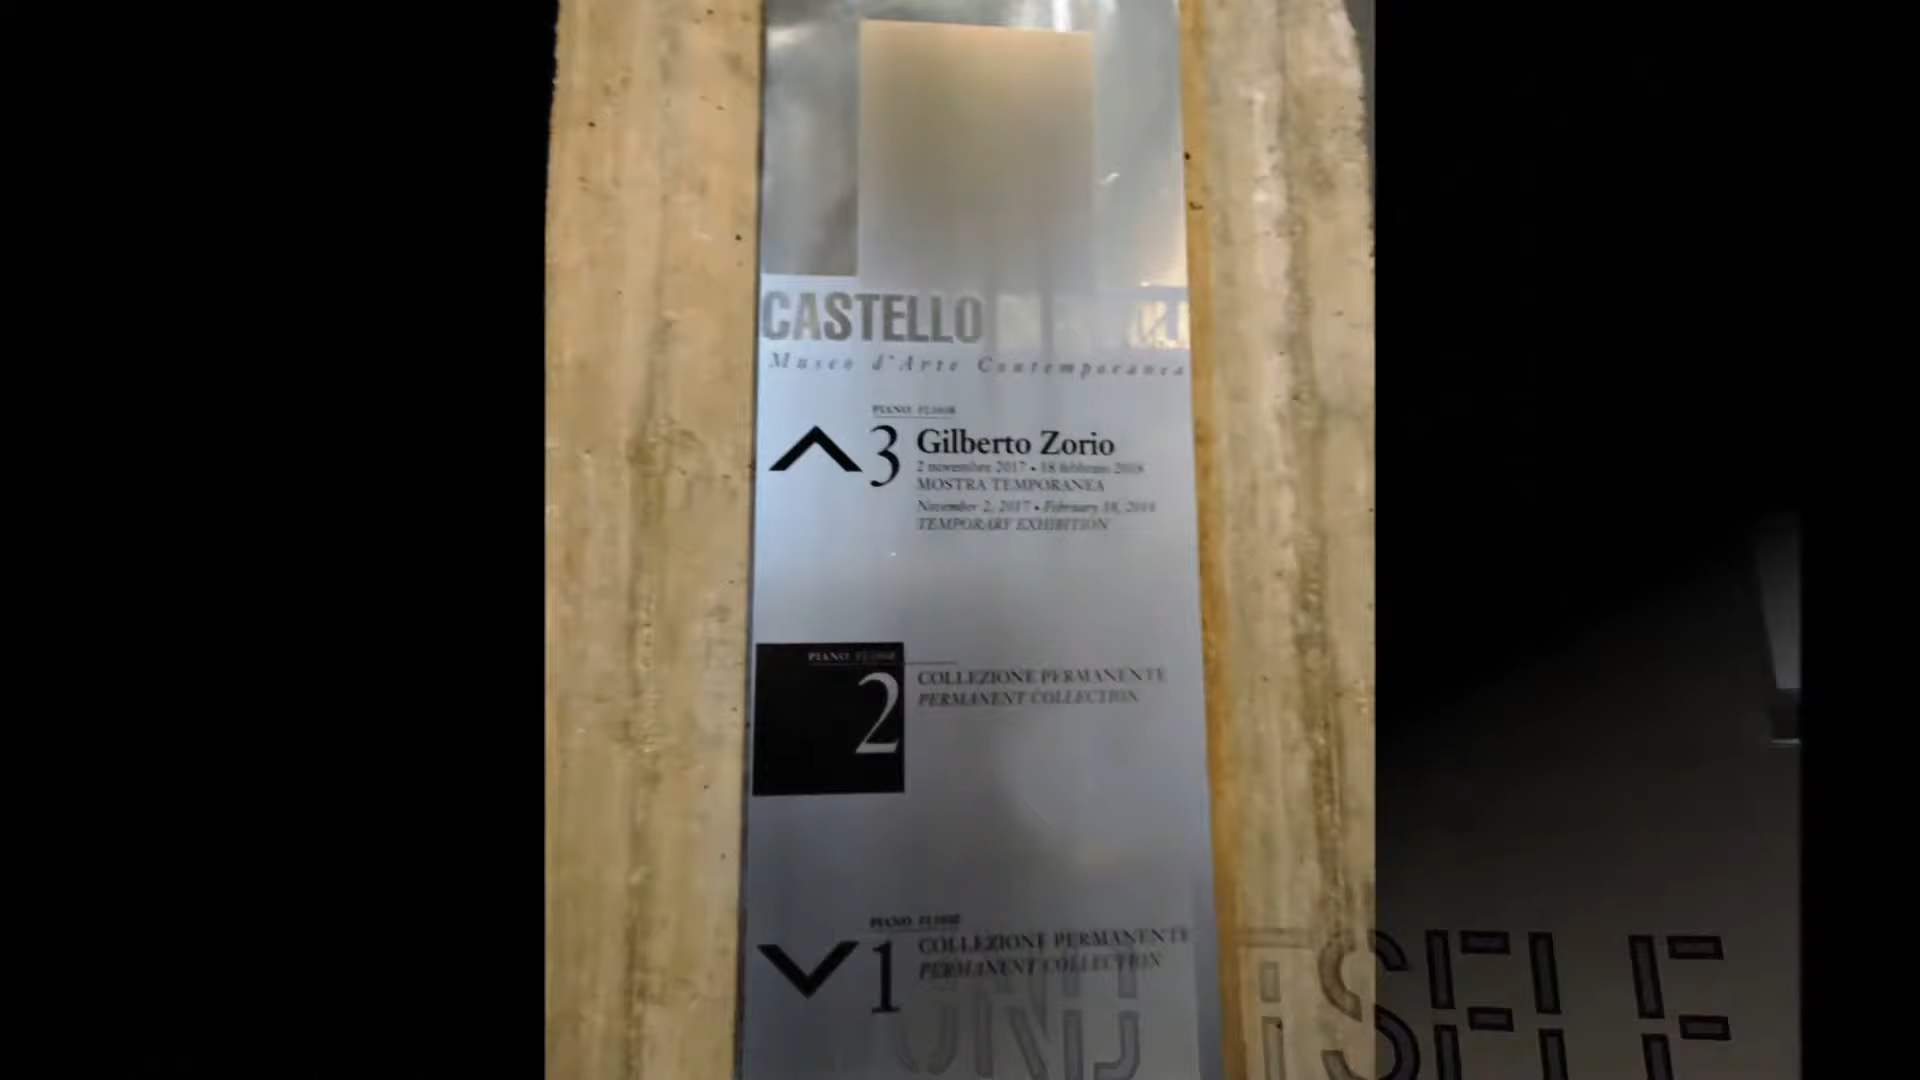 CASTELLO
Museo d'Arte Contemporanea
PIANO FLOOR
3 Gilberto Zorio
2 novembre 2017 • 18 febbraio 2018
MOSTRA TEMPORANEA
November 2, 2017 • February 18, 2018
TEMPORARY EXHIBITION
PIANO FLOOR
2 COLLEZIONE PERMANENTE
PERMANENT COLLECTION
PIANO FLOOR
1 COLLEZIONE PERMANENTE
PERMANENT COLLECTION